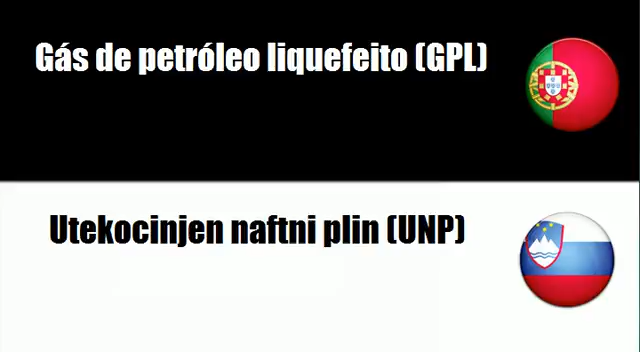 Gás de petróleo liquefeito (GPL)
Utekocinjen naftni plin (UNP)